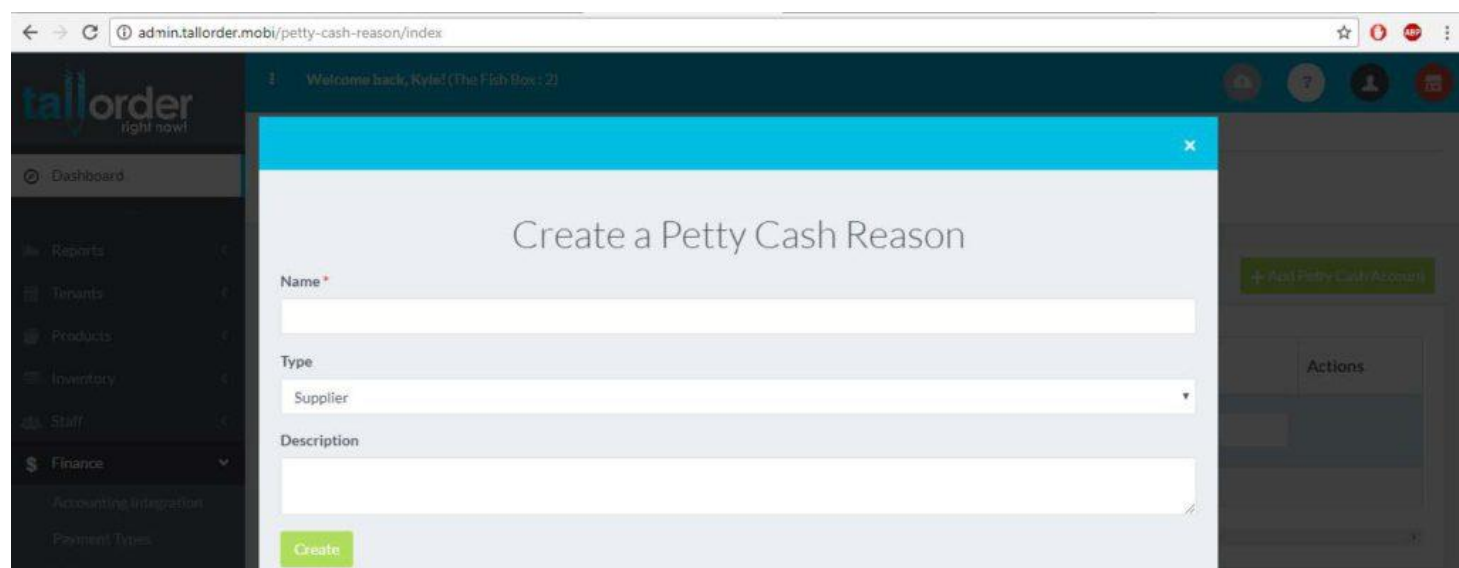 admin.tallorder.mobi/petty-cash-reason/index
ABP
tallorder
right now!
Welcome back, Kyle! (The Fish Box : 2)
?
×
Dashboard
Create a Petty Cash Reason
Reports
Name *
+ Add Petty Cash Account
Tenants
Products
Type
Actions
Inventory
Supplier
Staff
Description
$ Finance
Accounting Integration
Payment Types
Create